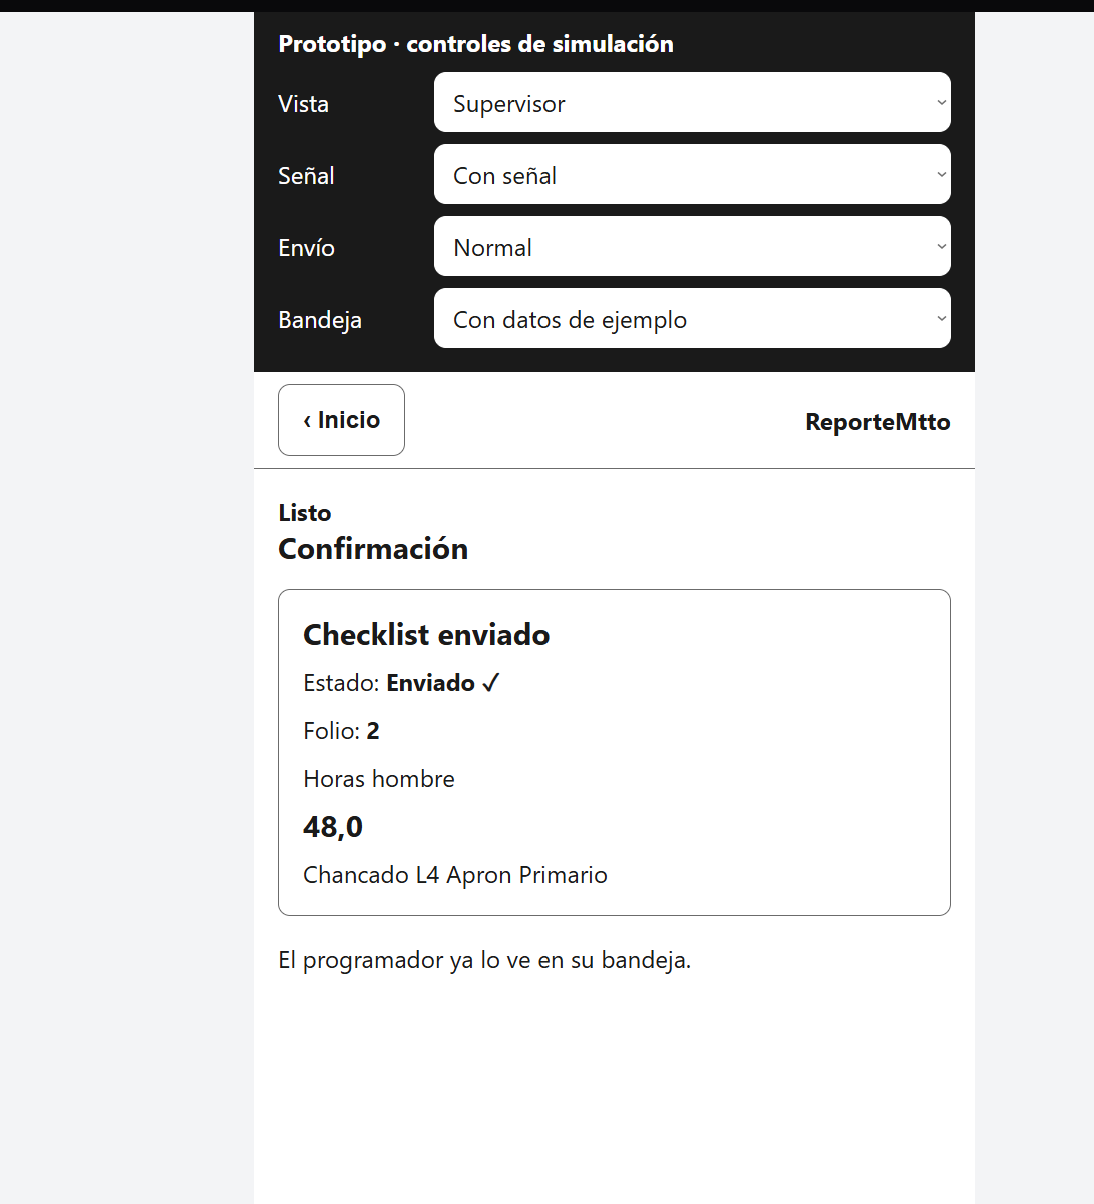 Prototipo · controles de simulación
Vista
Supervisor
Señal
Con señal
Envío
Normal
Bandeja
Con datos de ejemplo
‹ Inicio
ReporteMtto
Listo
Confirmación
Checklist enviado
Estado: Enviado ✓
Folio: 2
Horas hombre
48,0
Chancado L4 Apron Primario
El programador ya lo ve en su bandeja.